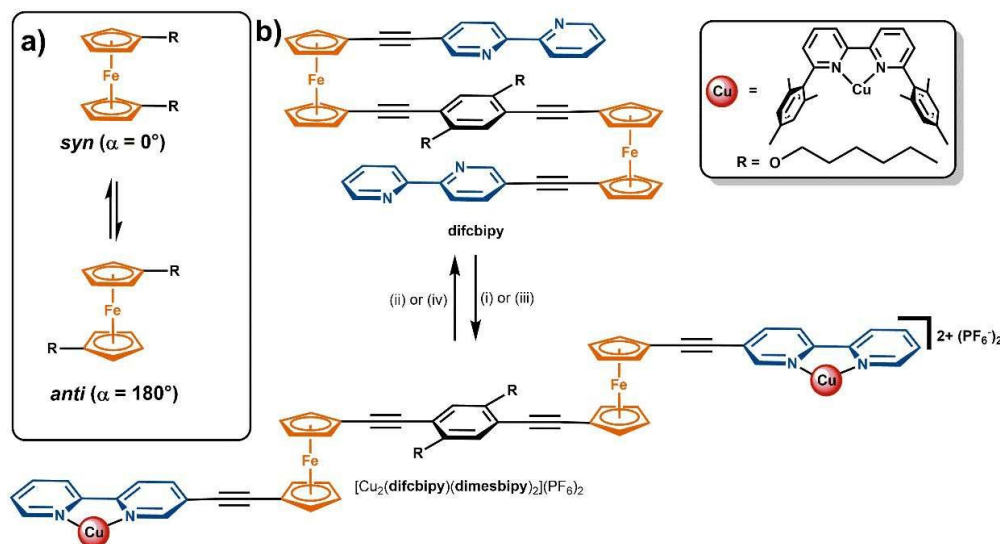 a)
R
Fe
R
syn (α = 0°)
R
Fe
R
anti (α = 180°)
b)
N
N
Fe
R
R
Fe
N
N
difcbipy
(ii) or (iv)
(i) or (iii)
Cu
=
N
N
Cu
R = O
2+ (PF₆⁻)₂
N
N
Cu
Fe
R
R
Fe
[Cu₂(difcbipy)(dimesbipy)₂](PF₆)₂
N
N
Cu